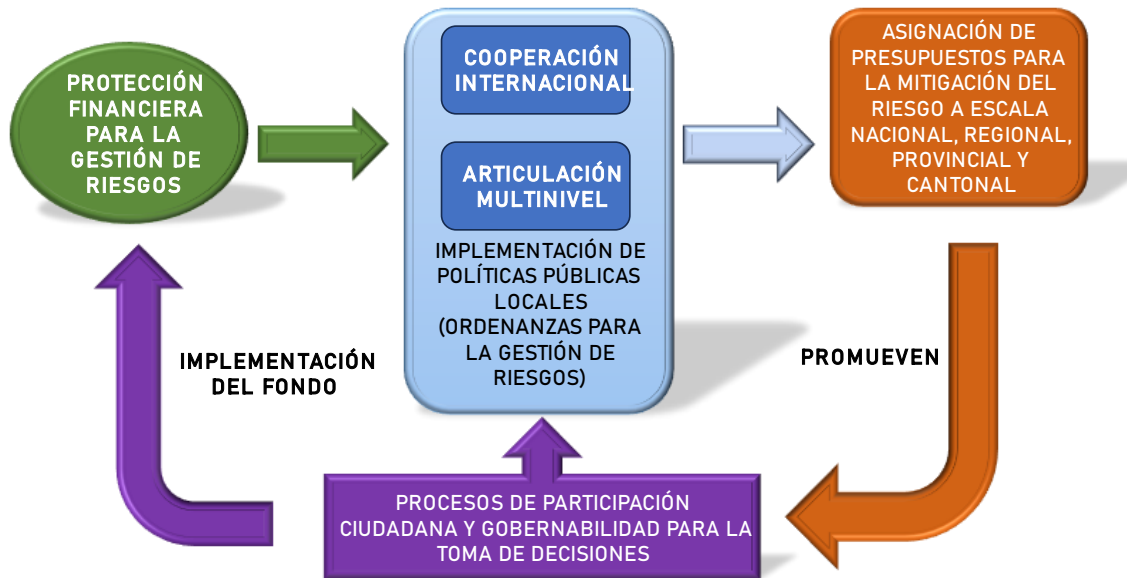 PROTECCIÓN
FINANCIERA
PARA LA
GESTIÓN DE
RIESGOS
COOPERACIÓN
INTERNACIONAL
ARTICULACIÓN
MULTINIVEL
IMPLEMENTACIÓN DE
POLÍTICAS PÚBLICAS
LOCALES
(ORDENANZAS PARA
LA GESTIÓN DE
RIESGOS)
ASIGNACIÓN DE
PRESUPUESTOS PARA
LA MITIGACIÓN DEL
RIESGO A ESCALA
NACIONAL, REGIONAL,
PROVINCIAL Y
CANTONAL
IMPLEMENTACIÓN
DEL FONDO
PROMUEVEN
PROCESOS DE PARTICIPACIÓN
CIUDADANA Y GOBERNABILIDAD PARA LA
TOMA DE DECISIONES